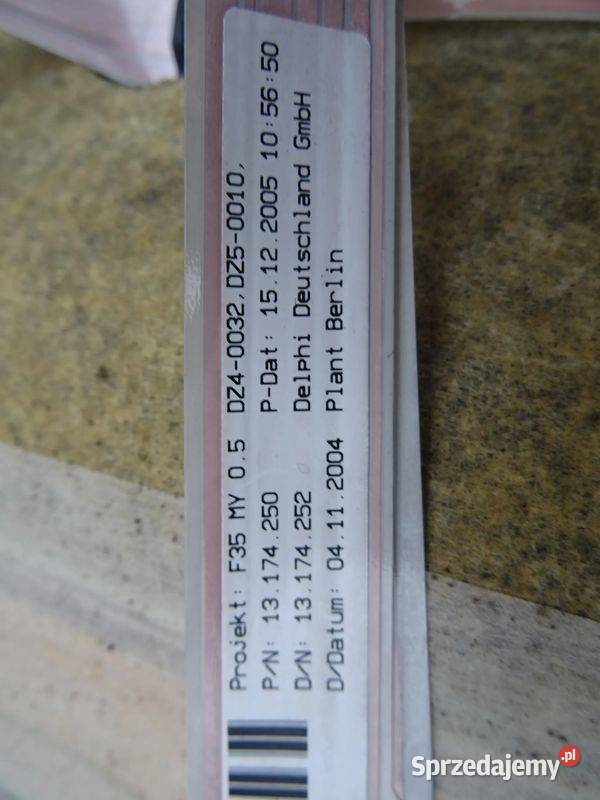 Projekt: F35 MY 0.5 DZ4-0032,DZ5-0010,
P/N: 13.174.250 P-Dat: 15.12.2005 10:56:50
D/N: 13.174.252 Delphi Deutschland GmbH
D/Datum: 04.11.2004 Plant Berlin
Sprzedajemy.pl